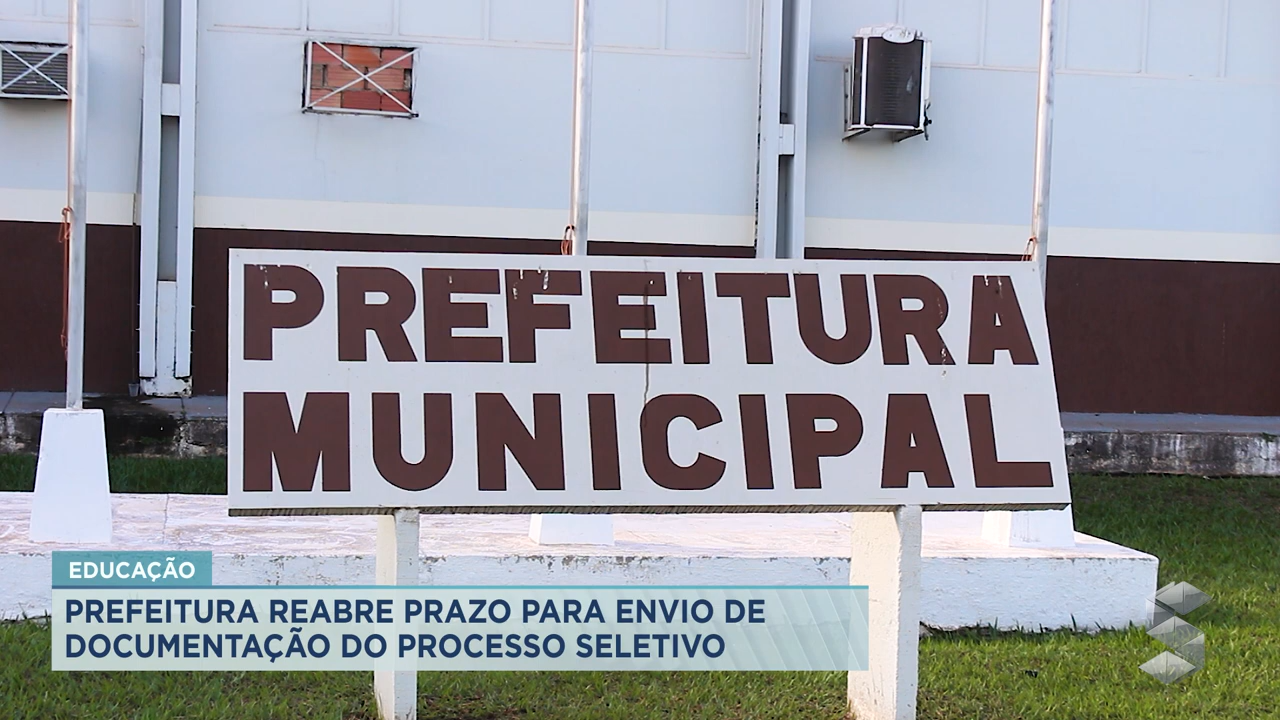 PREFEITURA
MUNICIPAL
EDUCAÇÃO
PREFEITURA REABRE PRAZO PARA ENVIO DE
DOCUMENTAÇÃO DO PROCESSO SELETIVO